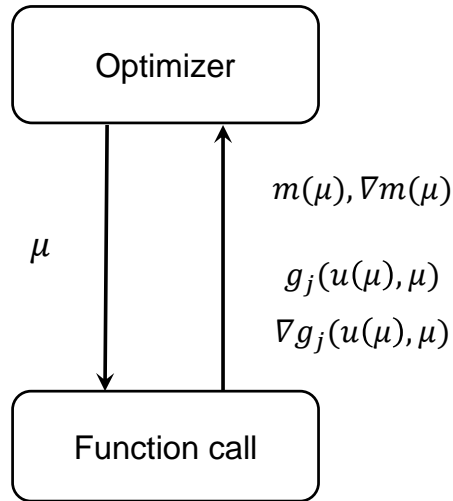 Optimizer
m(μ), ∇m(μ)
μ
g_j(u(μ), μ)
∇g_j(u(μ), μ)
Function call